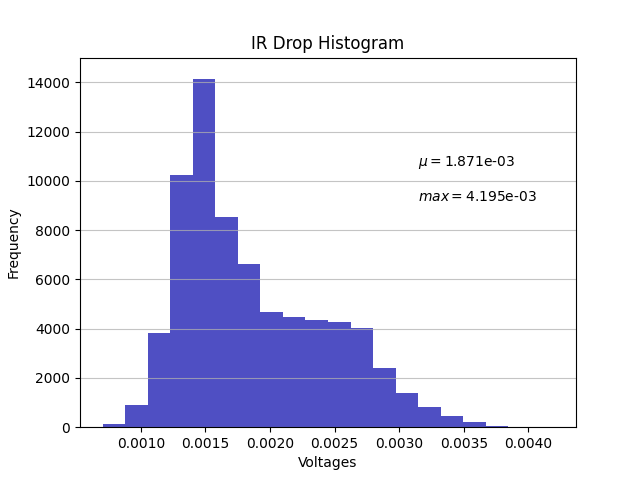 IR Drop Histogram
14000
12000
10000
8000
6000
4000
2000
0
Frequency
μ = 1.871e-03
max = 4.195e-03
0.0010 0.0015 0.0020 0.0025 0.0030 0.0035 0.0040
Voltages